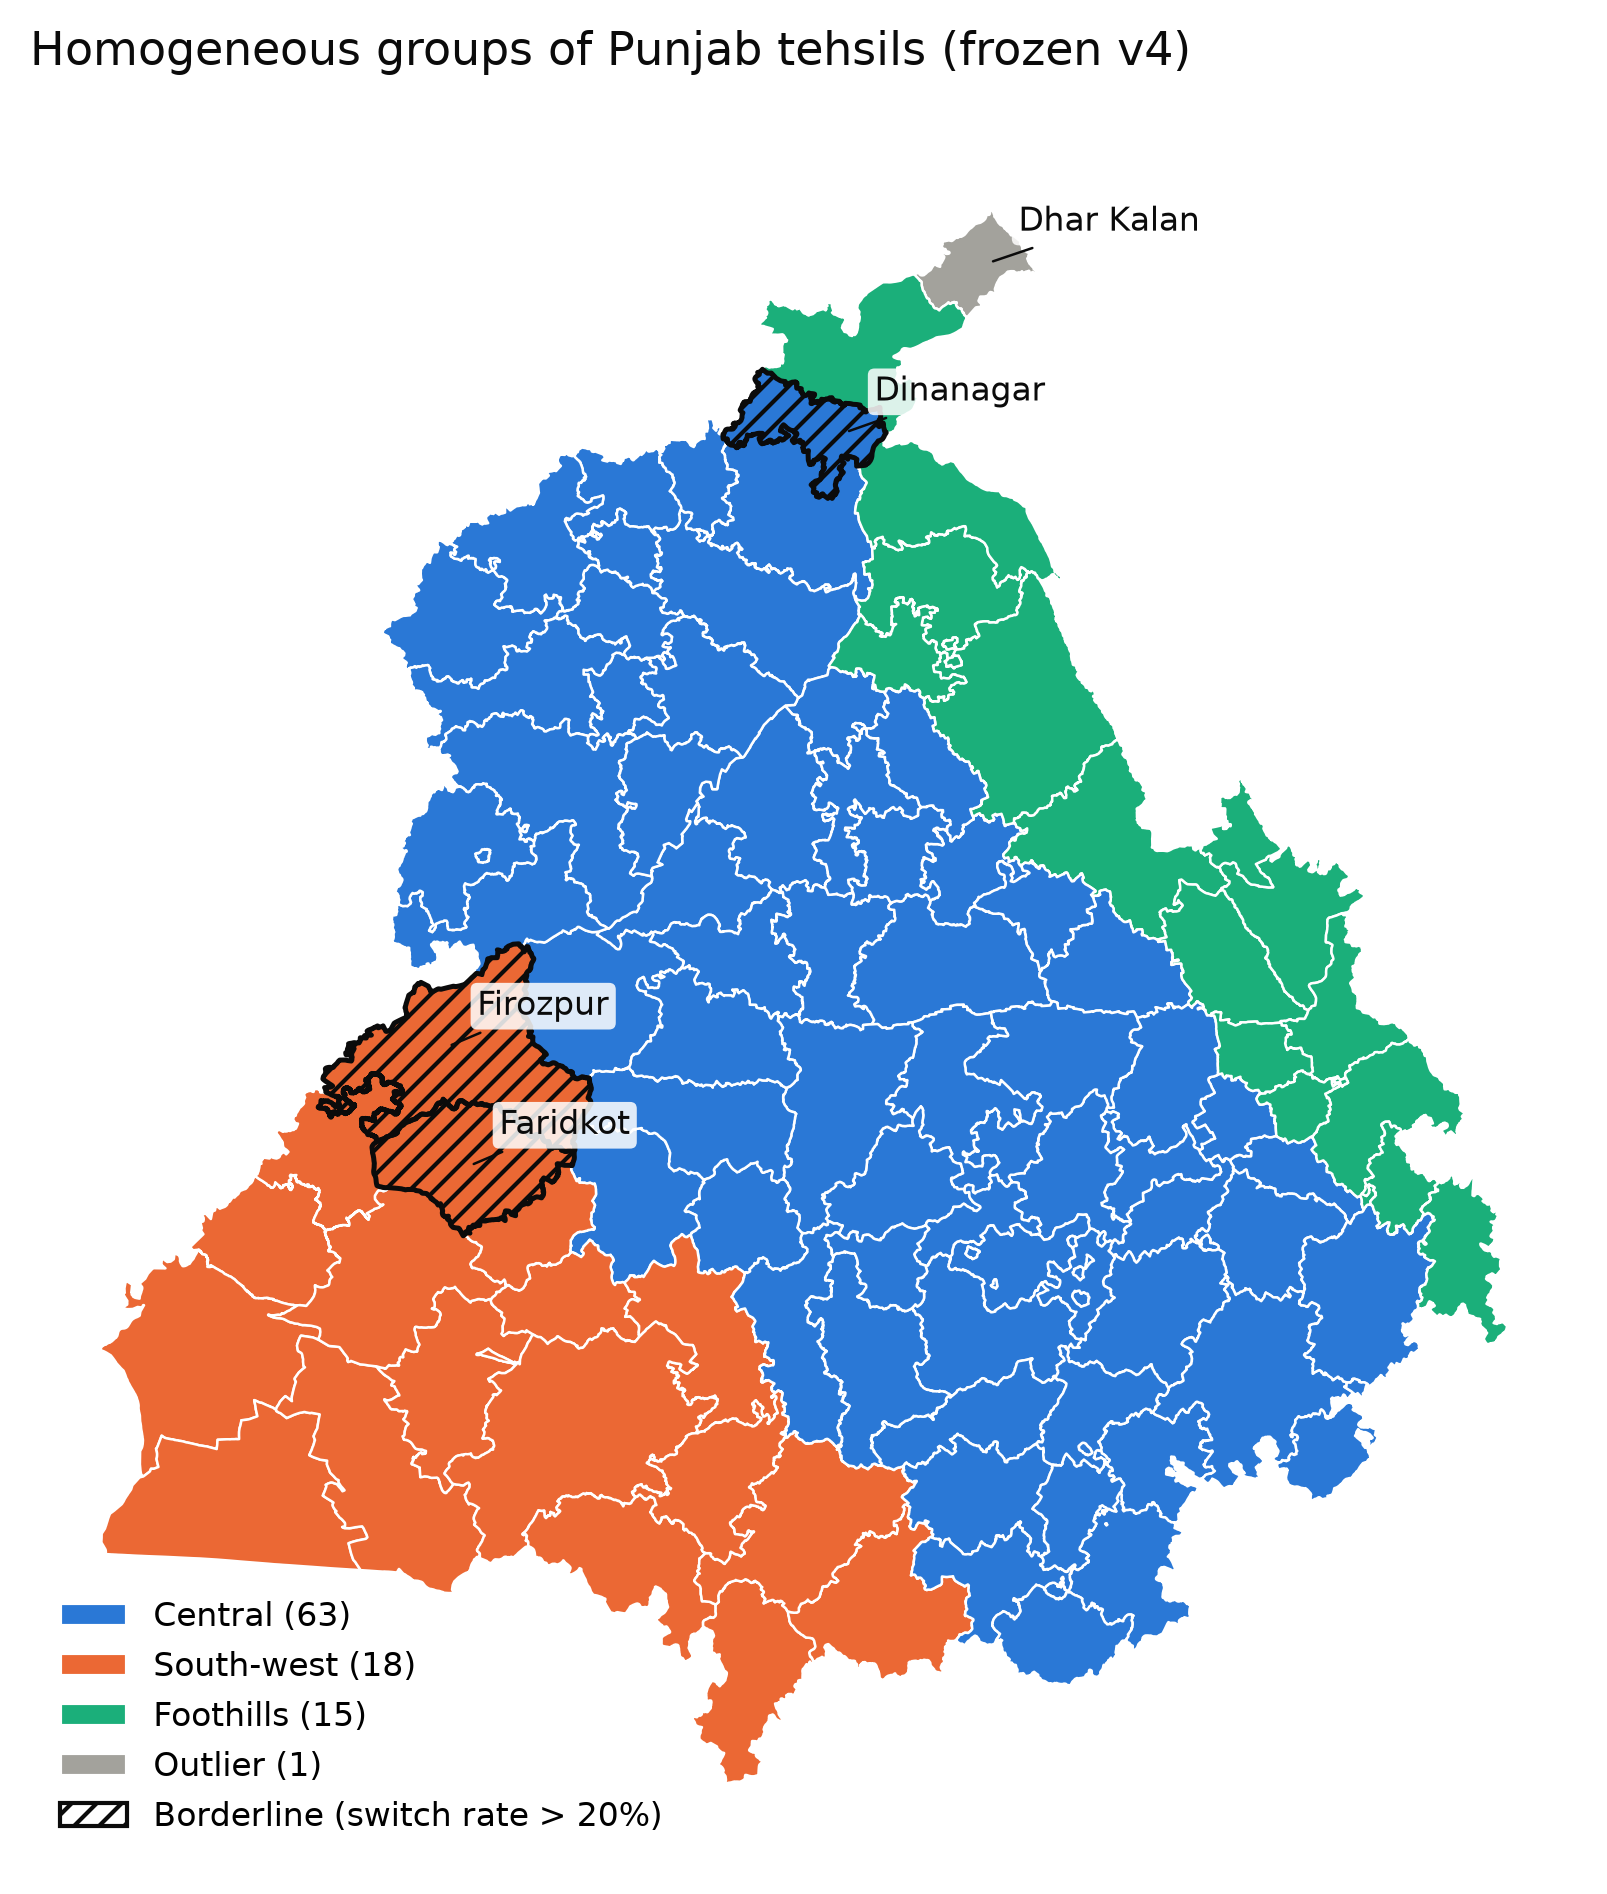 Homogeneous groups of Punjab tehsils (frozen v4)
Dhar Kalan
Dinanagar
Firozpur
Faridkot
Central (63)
South-west (18)
Foothills (15)
Outlier (1)
Borderline (switch rate > 20%)